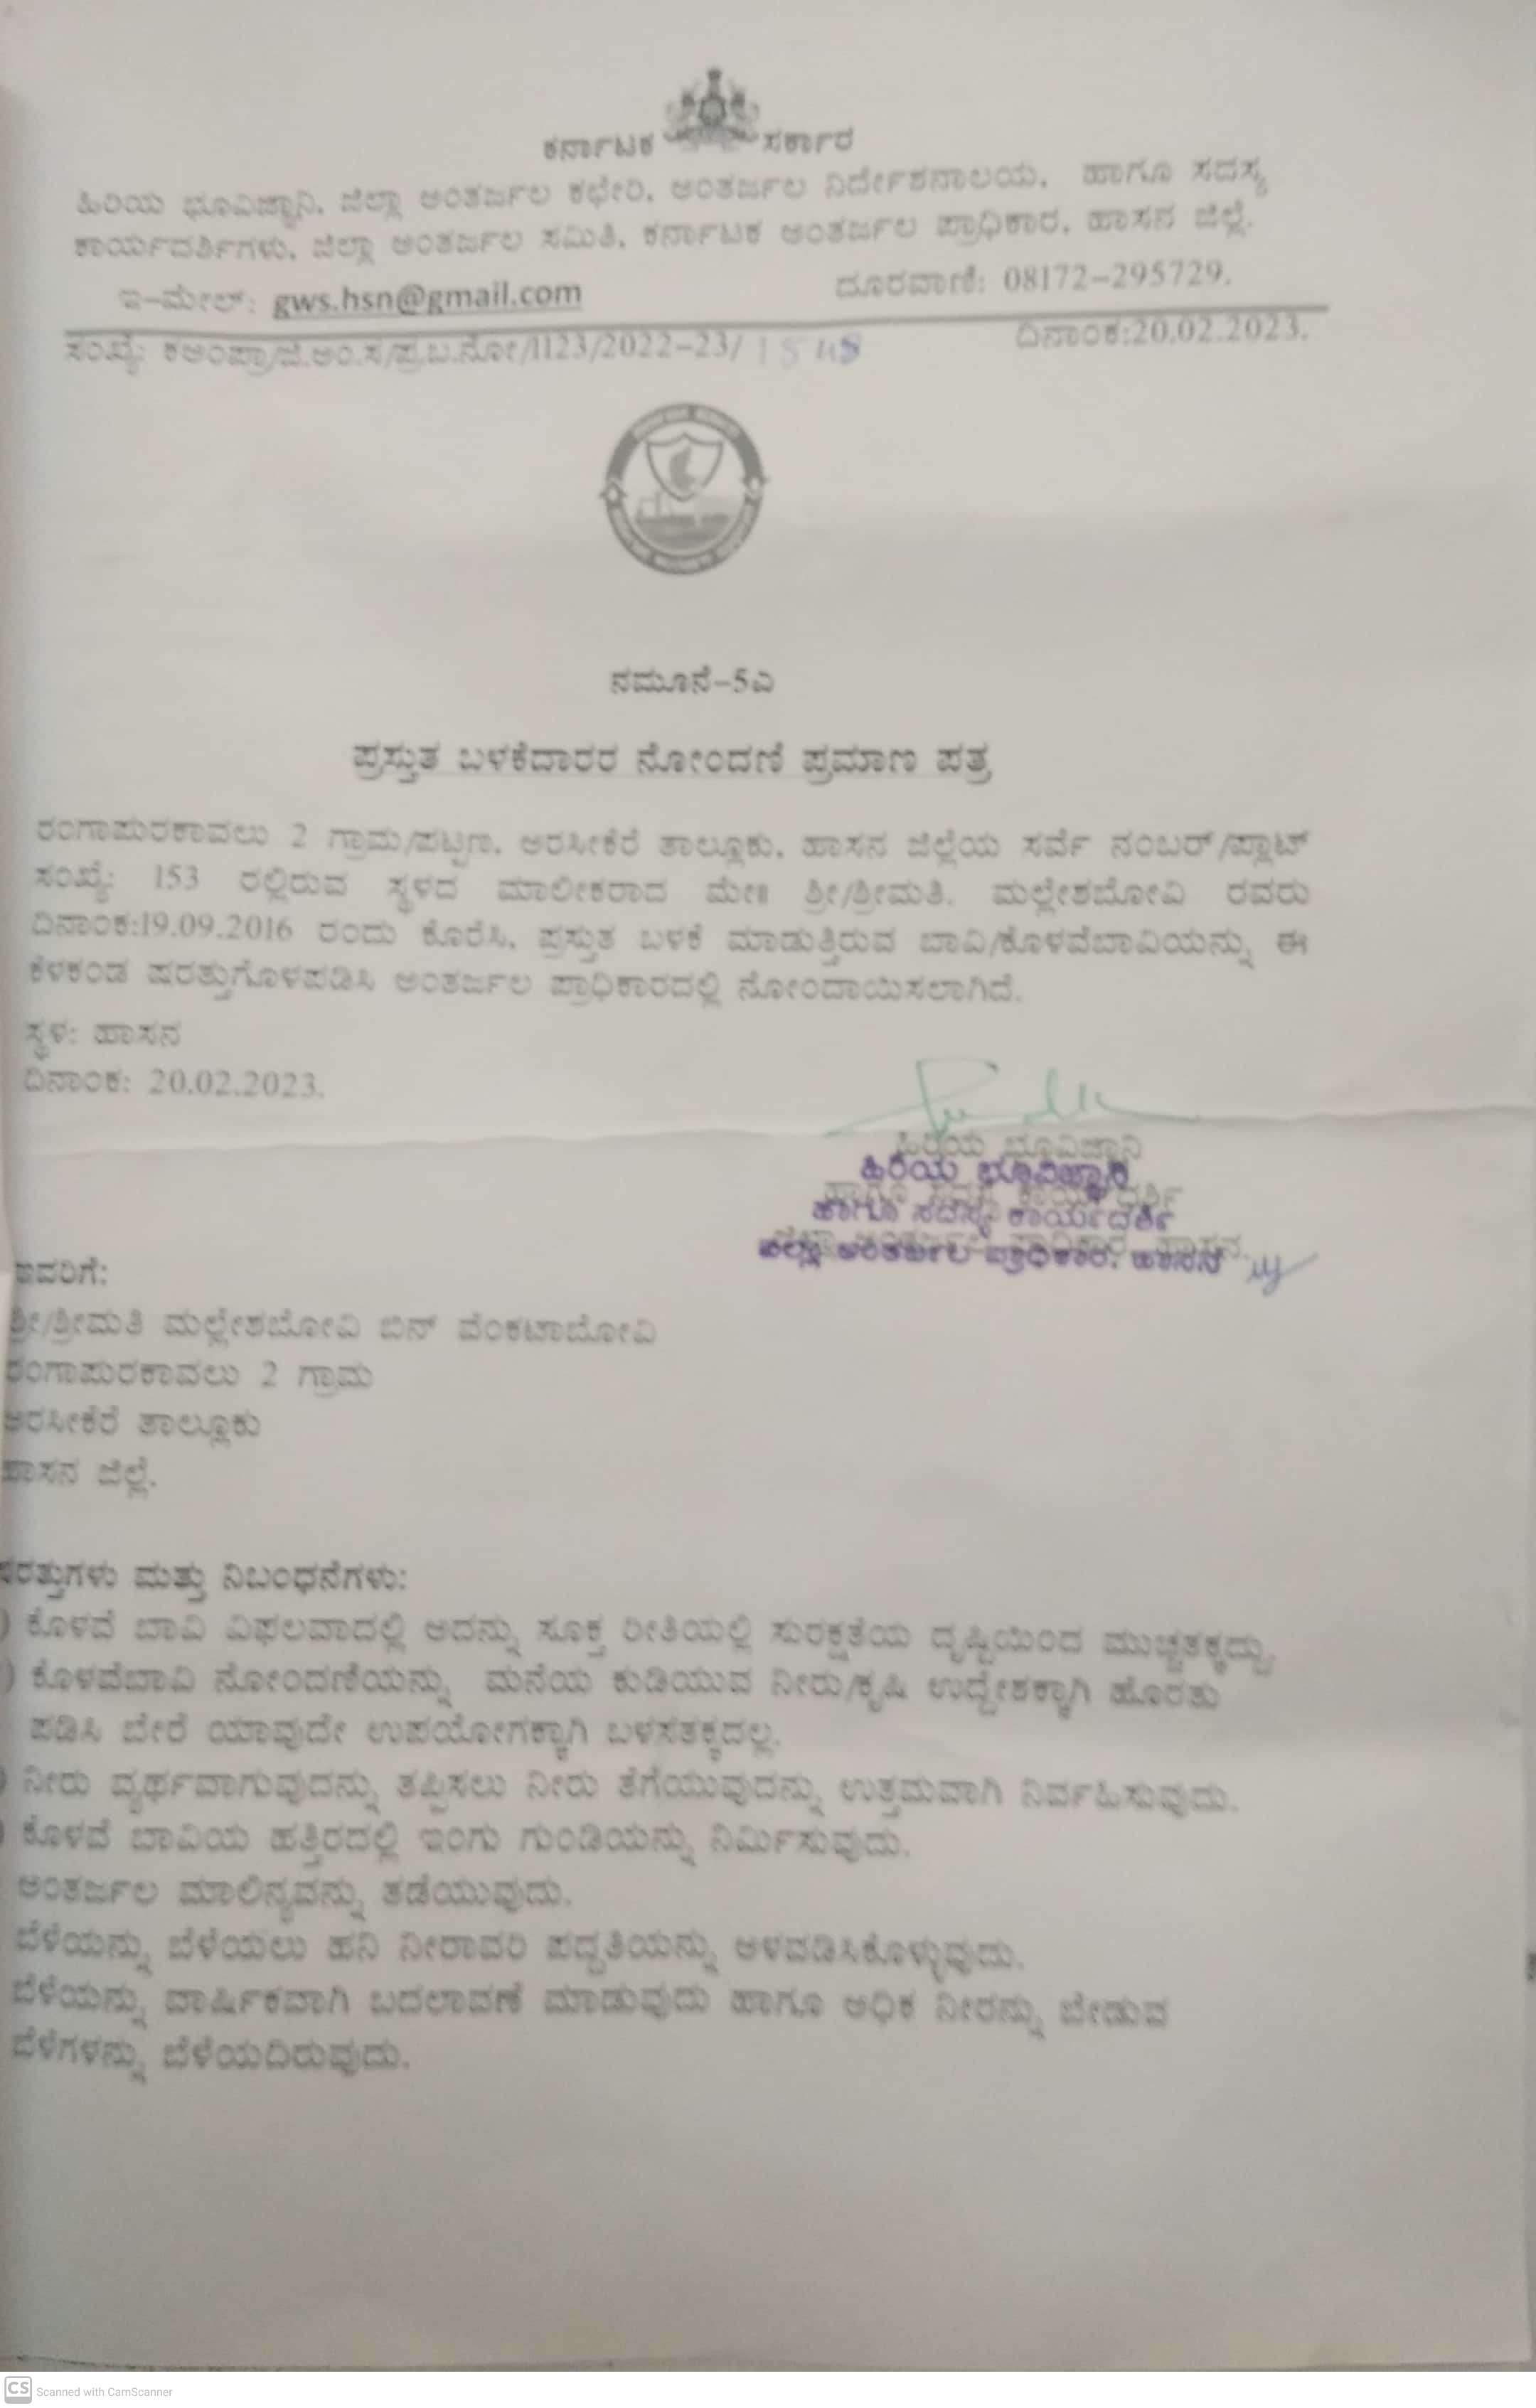 ಕರ್ನಾಟಕ ಸರ್ಕಾರ
ಹಿರಿಯ ಭೂವಿಜ್ಞಾನಿ, ಜಿಲ್ಲಾ ಅಂತರ್ಜಲ ಕಛೇರಿ, ಅಂತರ್ಜಲ ನಿರ್ದೇಶನಾಲಯ, ಹಾಗೂ ಸದಸ್ಯ
ಕಾರ್ಯದರ್ಶಿಗಳು, ಜಿಲ್ಲಾ ಅಂತರ್ಜಲ ಸಮಿತಿ, ಕರ್ನಾಟಕ ಅಂತರ್ಜಲ ಪ್ರಾಧಿಕಾರ, ಹಾಸನ ಜಿಲ್ಲೆ.
ಇ-ಮೇಲ್: gws.hsn@gmail.com ದೂರವಾಣಿ: 08172-295729.
ಸಂಖ್ಯೆ: ಕಅಂಪ್ರಾ/ಜಿ.ಅಂ.ಸ/ಪ್ರ.ಬ.ನೋ/1123/2022-23/ ದಿನಾಂಕ:20.02.2023.
ನಮೂನೆ-5ಎ
ಪ್ರಸ್ತುತ ಬಳಕೆದಾರರ ನೋಂದಣಿ ಪ್ರಮಾಣ ಪತ್ರ
ರಂಗಾಪುರಕಾವಲು 2 ಗ್ರಾಮ/ಪಟ್ಟಣ, ಅರಸೀಕೆರೆ ತಾಲ್ಲೂಕು, ಹಾಸನ ಜಿಲ್ಲೆಯ ಸರ್ವೆ ನಂಬರ್/ಪ್ಲಾಟ್
ಸಂಖ್ಯೆ: 153 ರಲ್ಲಿರುವ ಸ್ಥಳದ ಮಾಲೀಕರಾದ ಮೇ॥ ಶ್ರೀ/ಶ್ರೀಮತಿ. ಮಲ್ಲೇಶಬೋವಿ ರವರು
ದಿನಾಂಕ:19.09.2016 ರಂದು ಕೊರೆಸಿ, ಪ್ರಸ್ತುತ ಬಳಕೆ ಮಾಡುತ್ತಿರುವ ಬಾವಿ/ಕೊಳವೆಬಾವಿಯನ್ನು ಈ
ಕೆಳಕಂಡ ಷರತ್ತುಗೊಳಪಡಿಸಿ ಅಂತರ್ಜಲ ಪ್ರಾಧಿಕಾರದಲ್ಲಿ ನೋಂದಾಯಿಸಲಾಗಿದೆ.
ಸ್ಥಳ: ಹಾಸನ
ದಿನಾಂಕ: 20.02.2023.
ಹಿರಿಯ ಭೂವಿಜ್ಞಾನಿ
ಹಾಗೂ ಸದಸ್ಯ ಕಾರ್ಯದರ್ಶಿ
ಜಿಲ್ಲಾ ಅಂತರ್ಜಲ ಪ್ರಾಧಿಕಾರ, ಹಾಸನ
ಇವರಿಗೆ:
ಶ್ರೀ/ಶ್ರೀಮತಿ ಮಲ್ಲೇಶಬೋವಿ ಬಿನ್ ವೆಂಕಟಾಬೋವಿ
ರಂಗಾಪುರಕಾವಲು 2 ಗ್ರಾಮ
ಅರಸೀಕೆರೆ ತಾಲ್ಲೂಕು
ಹಾಸನ ಜಿಲ್ಲೆ.
ಷರತ್ತುಗಳು ಮತ್ತು ನಿಬಂಧನೆಗಳು:
) ಕೊಳವೆ ಬಾವಿ ವಿಫಲವಾದಲ್ಲಿ ಅದನ್ನು ಸೂಕ್ತ ರೀತಿಯಲ್ಲಿ ಸುರಕ್ಷತೆಯ ದೃಷ್ಟಿಯಿಂದ ಮುಚ್ಚತಕ್ಕದ್ದು.
) ಕೊಳವೆಬಾವಿ ನೋಂದಣಿಯನ್ನು ಮನೆಯ ಕುಡಿಯುವ ನೀರು/ಕೃಷಿ ಉದ್ದೇಶಕ್ಕಾಗಿ ಹೊರತು
ಪಡಿಸಿ ಬೇರೆ ಯಾವುದೇ ಉಪಯೋಗಕ್ಕಾಗಿ ಬಳಸತಕ್ಕದಲ್ಲ.
) ನೀರು ವ್ಯರ್ಥವಾಗುವುದನ್ನು ತಪ್ಪಿಸಲು ನೀರು ತೆಗೆಯುವುದನ್ನು ಉತ್ತಮವಾಗಿ ನಿರ್ವಹಿಸುವುದು.
) ಕೊಳವೆ ಬಾವಿಯ ಹತ್ತಿರದಲ್ಲಿ ಇಂಗು ಗುಂಡಿಯನ್ನು ನಿರ್ಮಿಸುವುದು.
ಅಂತರ್ಜಲ ಮಾಲಿನ್ಯವನ್ನು ತಡೆಯುವುದು.
ಬೆಳೆಯನ್ನು ಬೆಳೆಯಲು ಹನಿ ನೀರಾವರಿ ಪದ್ಧತಿಯನ್ನು ಅಳವಡಿಸಿಕೊಳ್ಳುವುದು.
ಬೆಳೆಯನ್ನು ವಾರ್ಷಿಕವಾಗಿ ಬದಲಾವಣೆ ಮಾಡುವುದು ಹಾಗೂ ಅಧಿಕ ನೀರನ್ನು ಬೇಡುವ
ಬೆಳೆಗಳನ್ನು ಬೆಳೆಯದಿರುವುದು.
CS Scanned with CamScanner